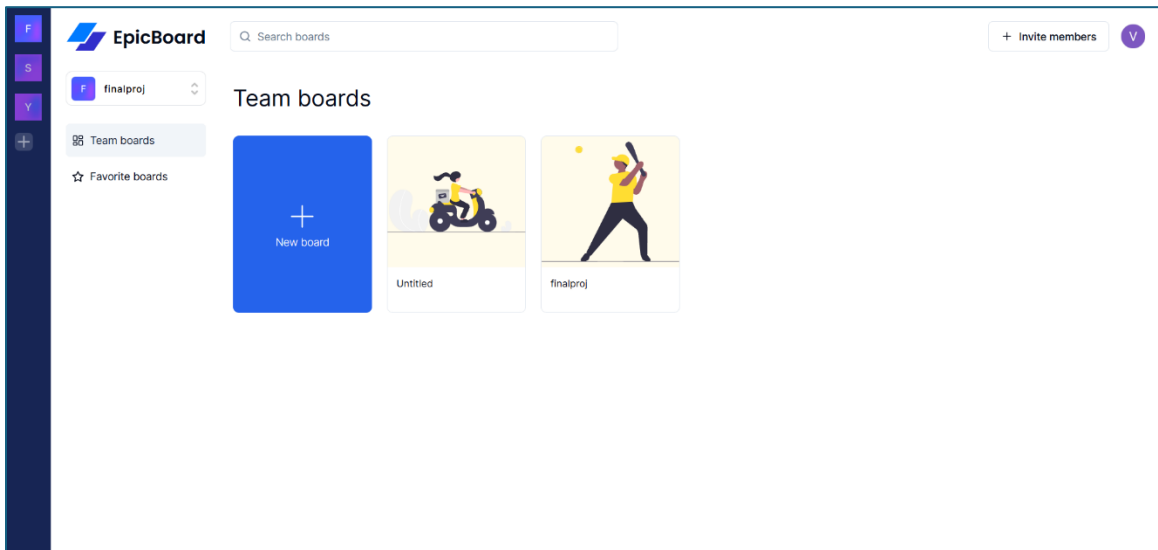 F
S
Y
EpicBoard
Search boards
+ Invite members
V
F finalproj
Team boards
Favorite boards
Team boards
New board
Untitled
finalproj